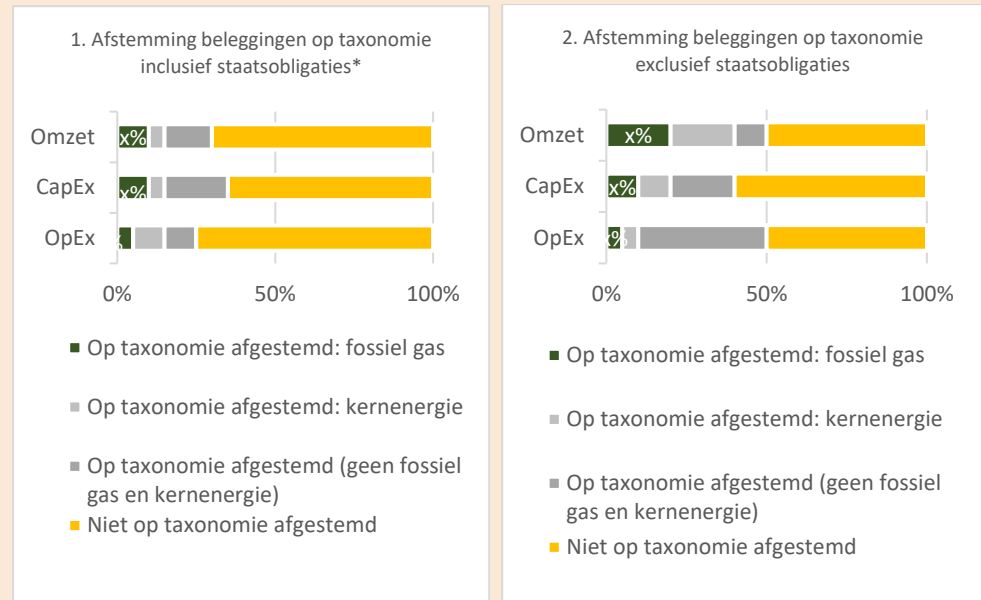 1. Afstemming beleggingen op taxonomie
inclusief staatsobligaties*
Omzet
x%
CapEx
x%
OpEx
%
0%
50%
100%
■ Op taxonomie afgestemd: fossiel gas
■ Op taxonomie afgestemd: kernenergie
■ Op taxonomie afgestemd (geen fossiel
gas en kernenergie)
■ Niet op taxonomie afgestemd
2. Afstemming beleggingen op taxonomie
exclusief staatsobligaties
Omzet
x%
CapEx
x%
OpEx
x%
0%
50%
100%
■ Op taxonomie afgestemd: fossiel gas
■ Op taxonomie afgestemd: kernenergie
■ Op taxonomie afgestemd (geen fossiel
gas en kernenergie)
■ Niet op taxonomie afgestemd